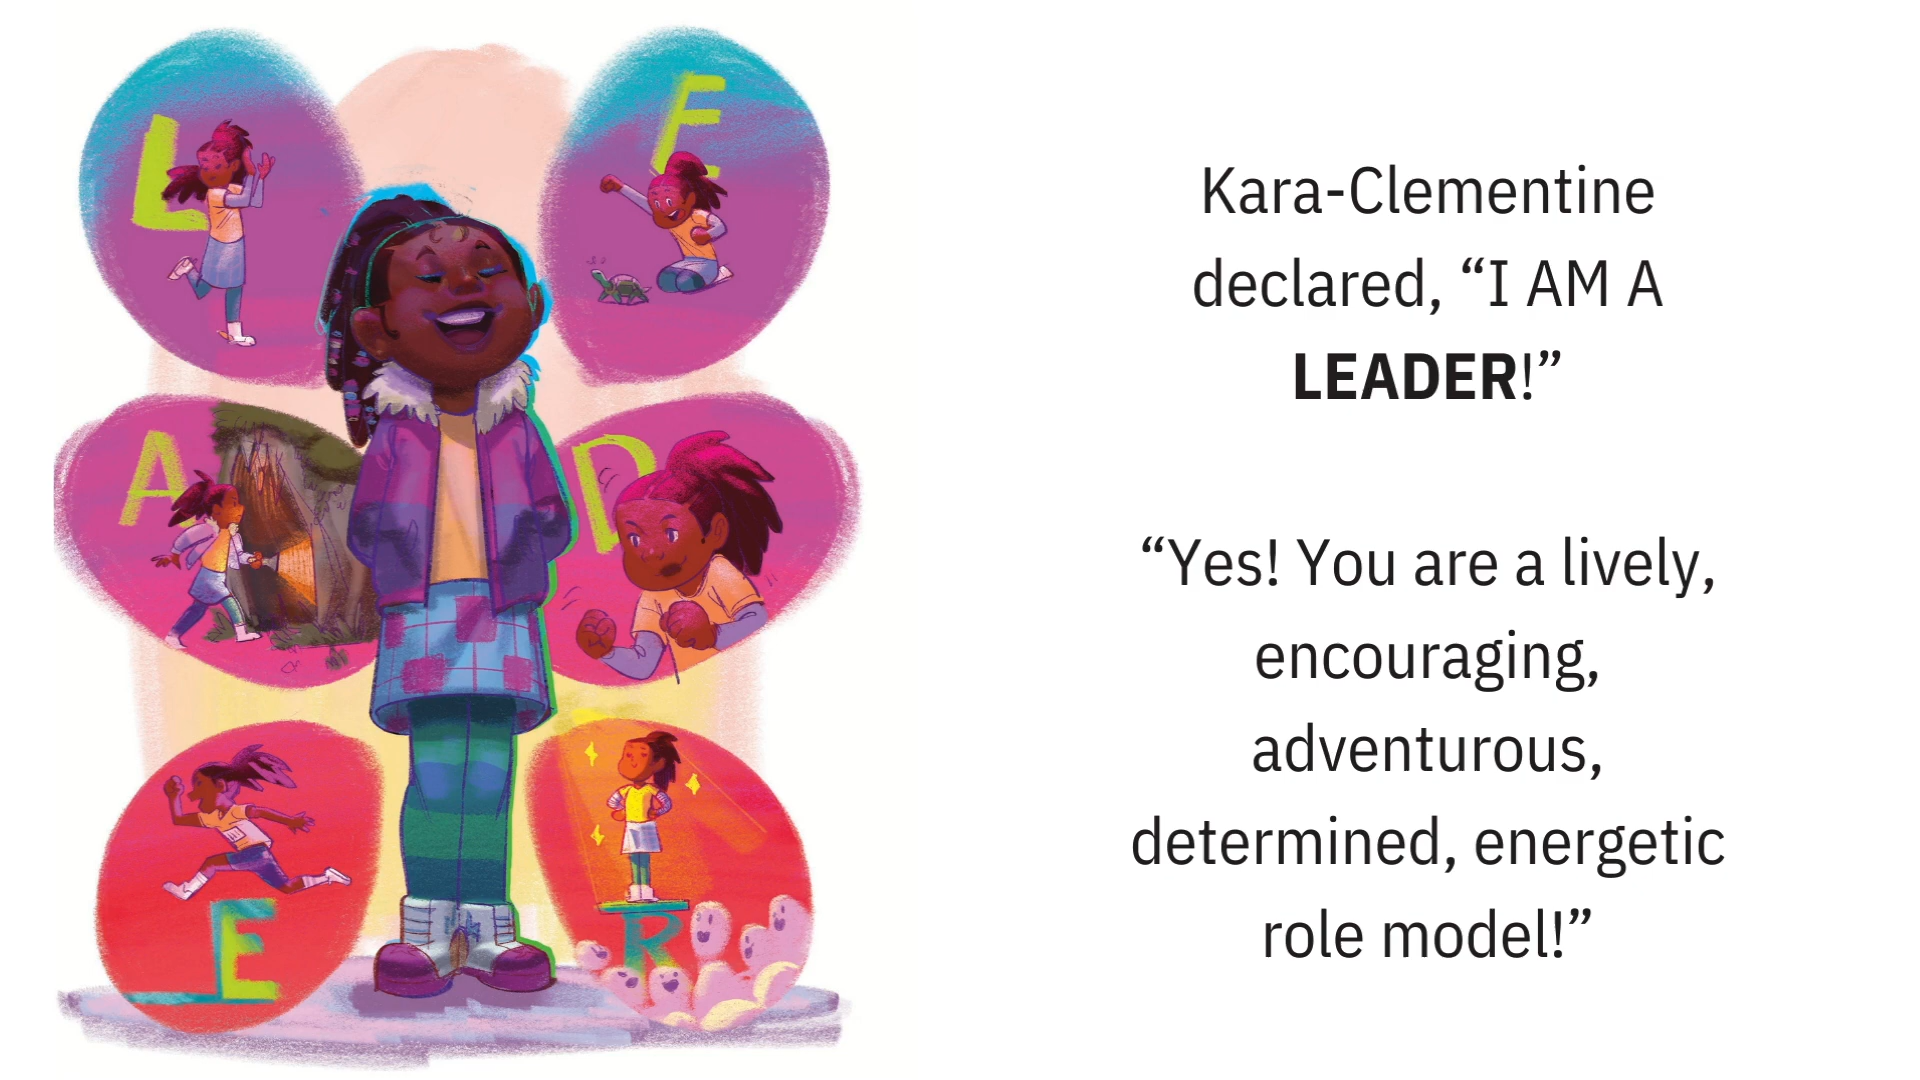 L
E
A
D
E
R
Kara-Clementine
declared, “I AM A
LEADER!”
“Yes! You are a lively,
encouraging,
adventurous,
determined, energetic
role model!”